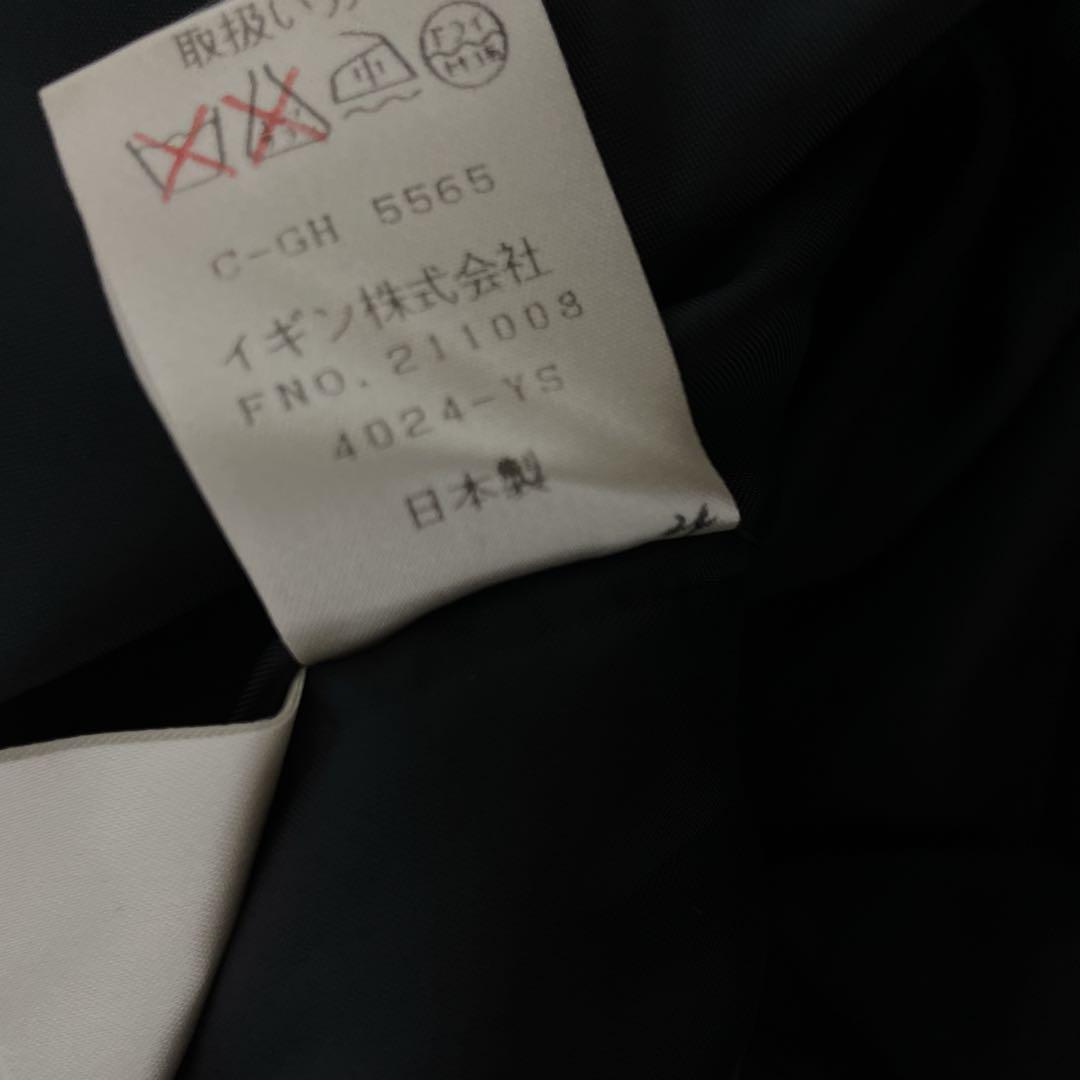 取扱い
中
ドライ
C-GH 5565
イギン株式会社
FNO. 211003
4024-YS
日本製